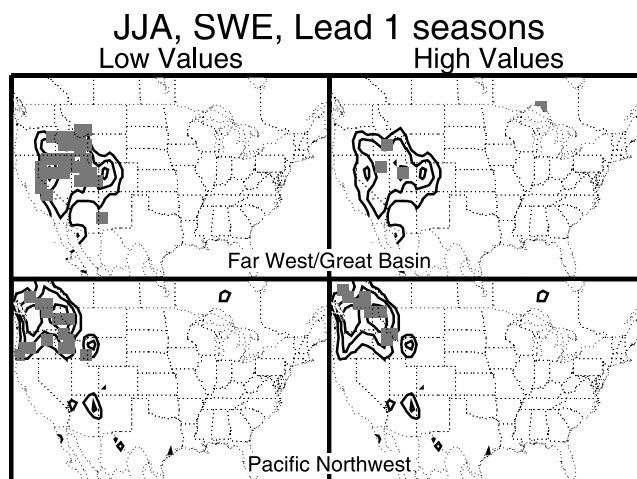 JJA, SWE, Lead 1 seasons
Low Values High Values
Far West/Great Basin
Pacific Northwest